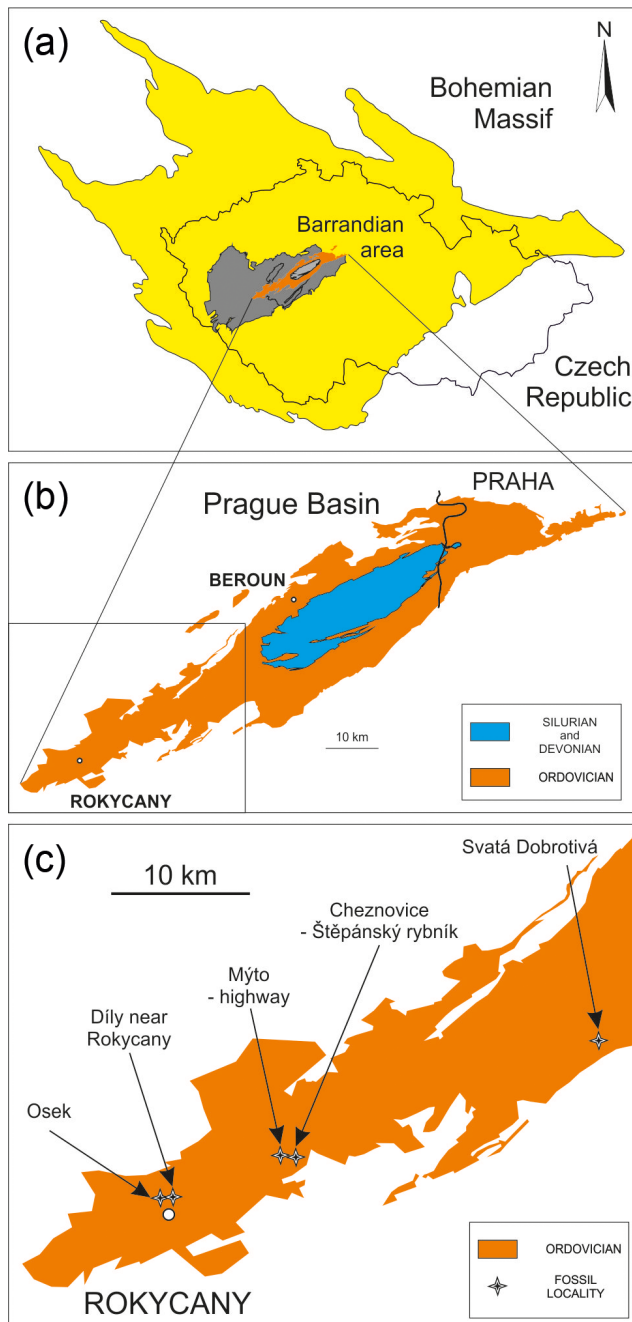 (a)
N
Bohemian
Massif
Barrandian
area
Czech
Republic
(b)
PRAHA
Prague Basin
BEROUN
10 km
SILURIAN
and
DEVONIAN
ORDOVICIAN
ROKYCANY
(c)
Svatá Dobrotivá
10 km
Cheznovice
- Štěpánský rybník
Mýto
- highway
Díly near
Rokycany
Osek
ORDOVICIAN
FOSSIL
LOCALITY
ROKYCANY